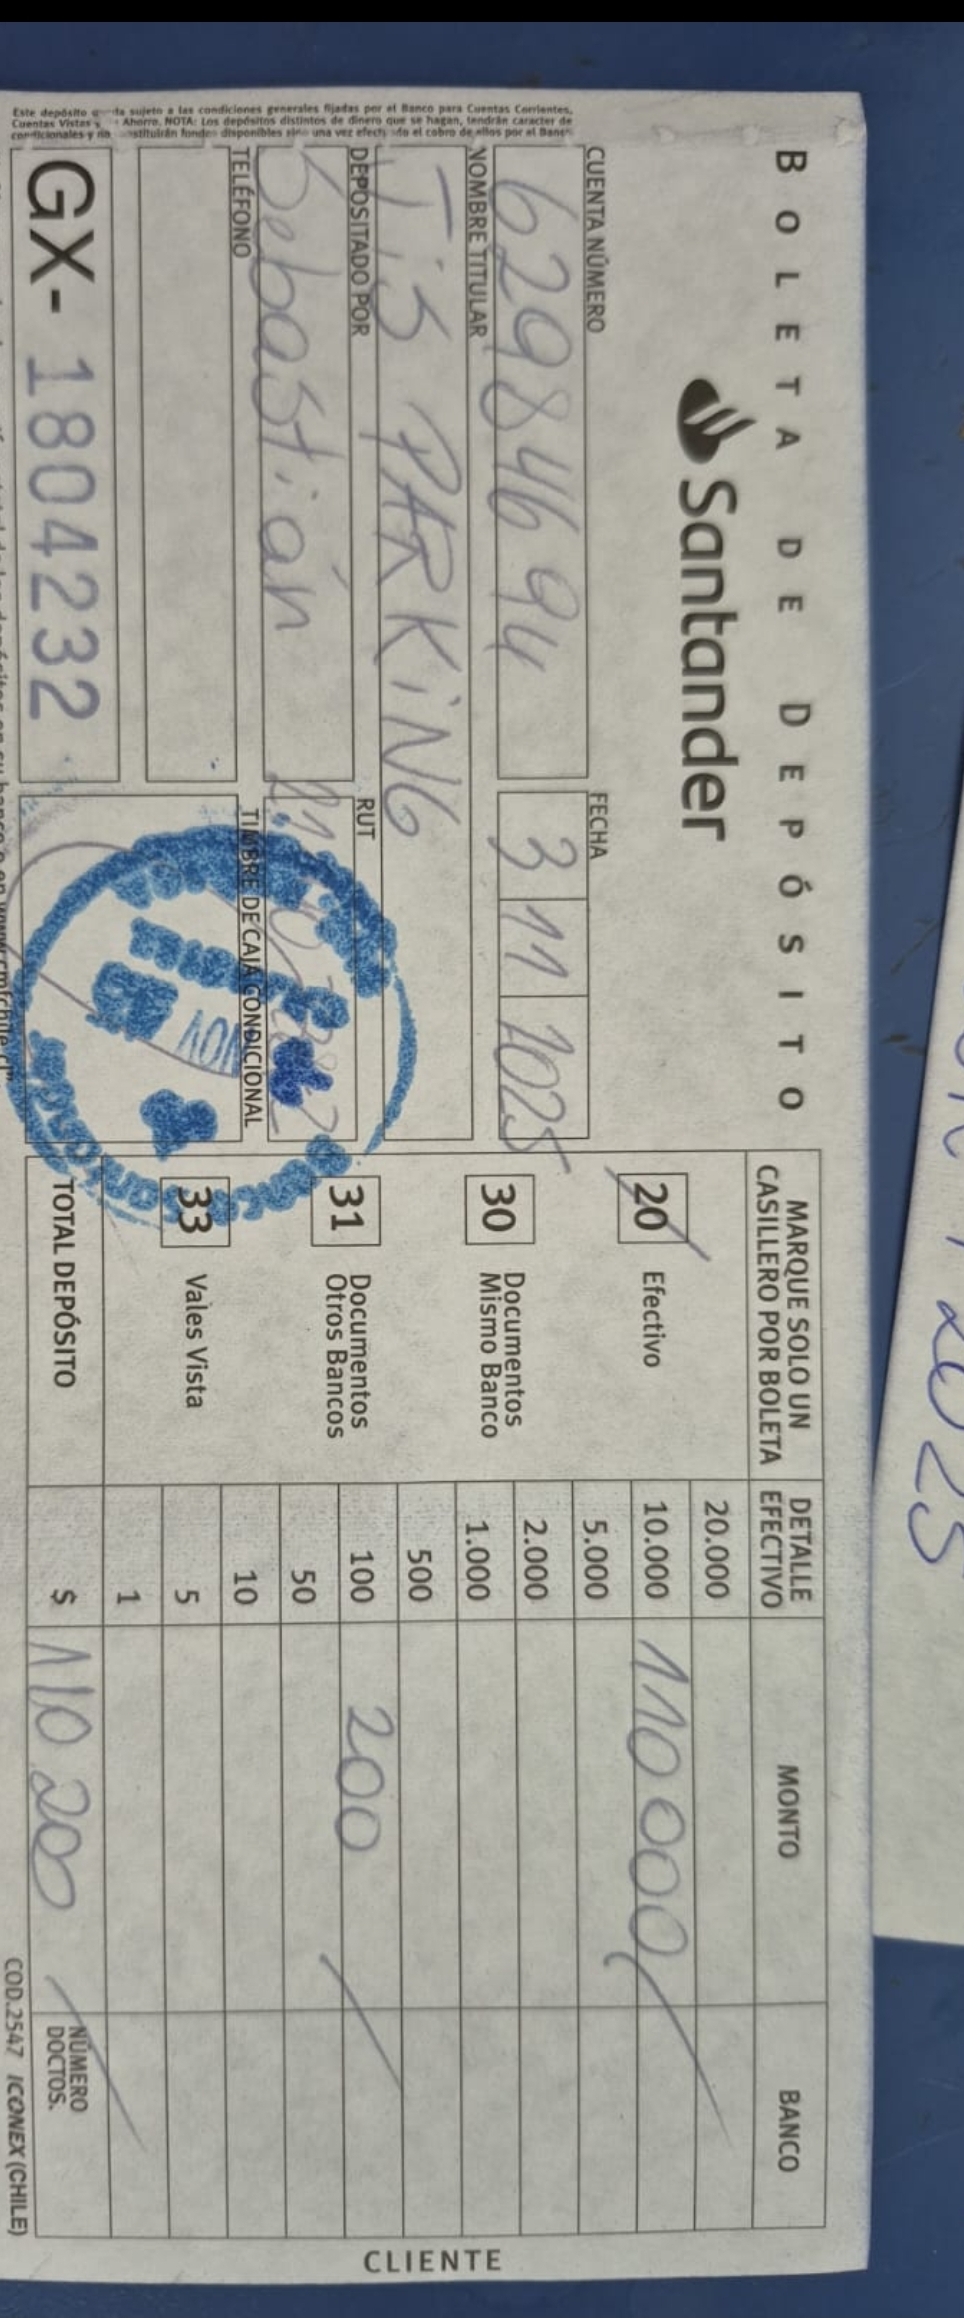 BOLETA DE DEPÓSITO
Santander
CUENTA NÚMERO
62984694
FECHA
3 11 2025
NOMBRE TITULAR
TIS PARKING
DEPOSITADO POR
Sebastián
RUT
TELÉFONO
TIMBRE DE CAJA CONDICIONAL
GX- 1804232
Este depósito sujeto a las condiciones generales fijadas por el Banco para Cuentas Corrientes,
Cuentas Vistas y Ahorro. NOTA: Los depósitos distintos de dinero que se hagan, tendrán caracter de
condicionales y no constituirán fondos disponibles sino una vez efectuado el cobro de ellos por el Banco
MARQUE SOLO UN
CASILLERO POR BOLETA
DETALLE
EFECTIVO
MONTO
BANCO
20 Efectivo
30 Documentos
Mismo Banco
31 Documentos
Otros Bancos
33 Vales Vista
20.000
10.000 110000
5.000
2.000
1.000
500
100 200
50
10
5
1
TOTAL DEPÓSITO $ 110 200
NÚMERO
DOCTOS.
COD.2547 ICONEX (CHILE)
CLIENTE
2025